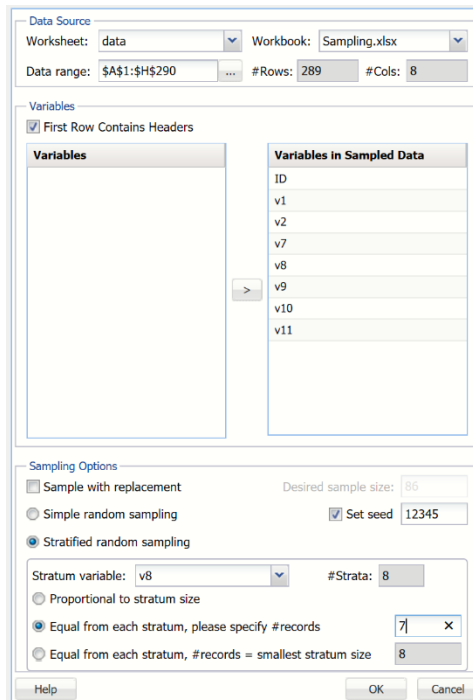 Data Source
Worksheet: data Workbook: Sampling.xlsx
Data range: $A$1:$H$290 ... #Rows: 289 #Cols: 8
Variables
First Row Contains Headers
Variables Variables in Sampled Data
ID
v1
v2
v7
v8
>
v9
v10
v11
Sampling Options
Sample with replacement Desired sample size: 86
Simple random sampling Set seed 12345
Stratified random sampling
Stratum variable: v8 #Strata: 8
Proportional to stratum size
Equal from each stratum, please specify #records 7 ×
Equal from each stratum, #records = smallest stratum size 8
Help OK Cancel